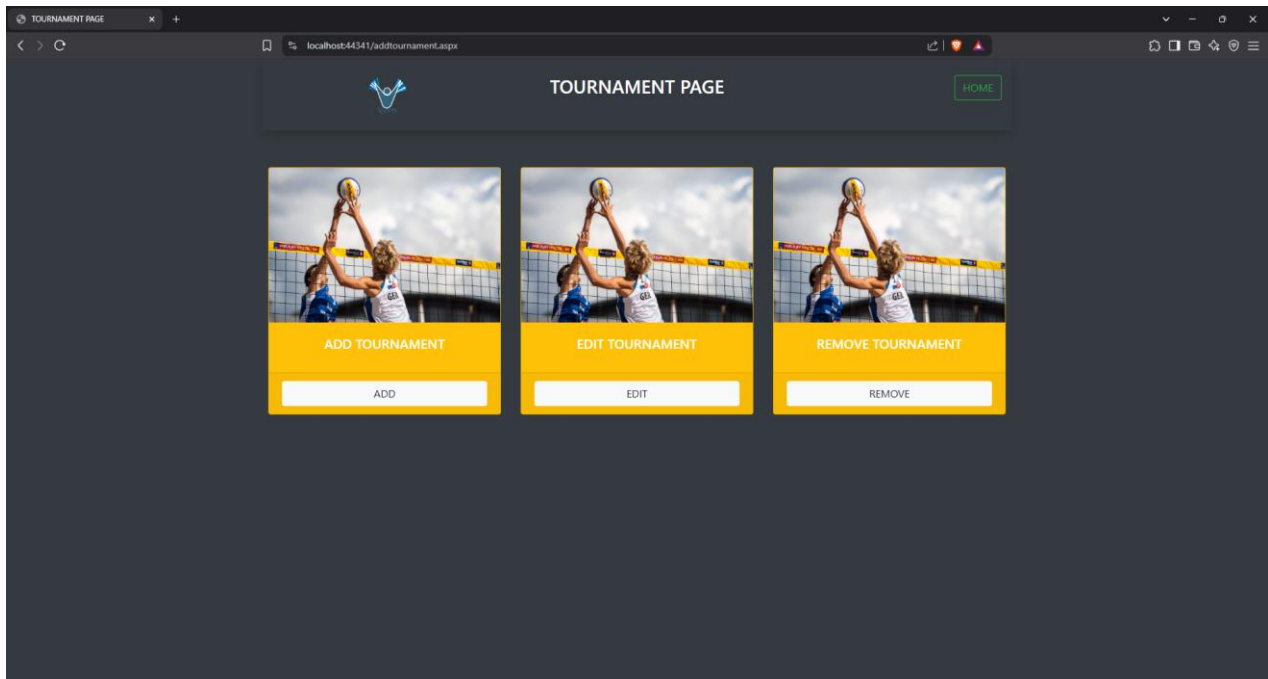 TOURNAMENT PAGE
localhost:44341/addtournament.aspx
TOURNAMENT PAGE
HOME
GER
GER
GER
ADD TOURNAMENT
EDIT TOURNAMENT
REMOVE TOURNAMENT
ADD
EDIT
REMOVE